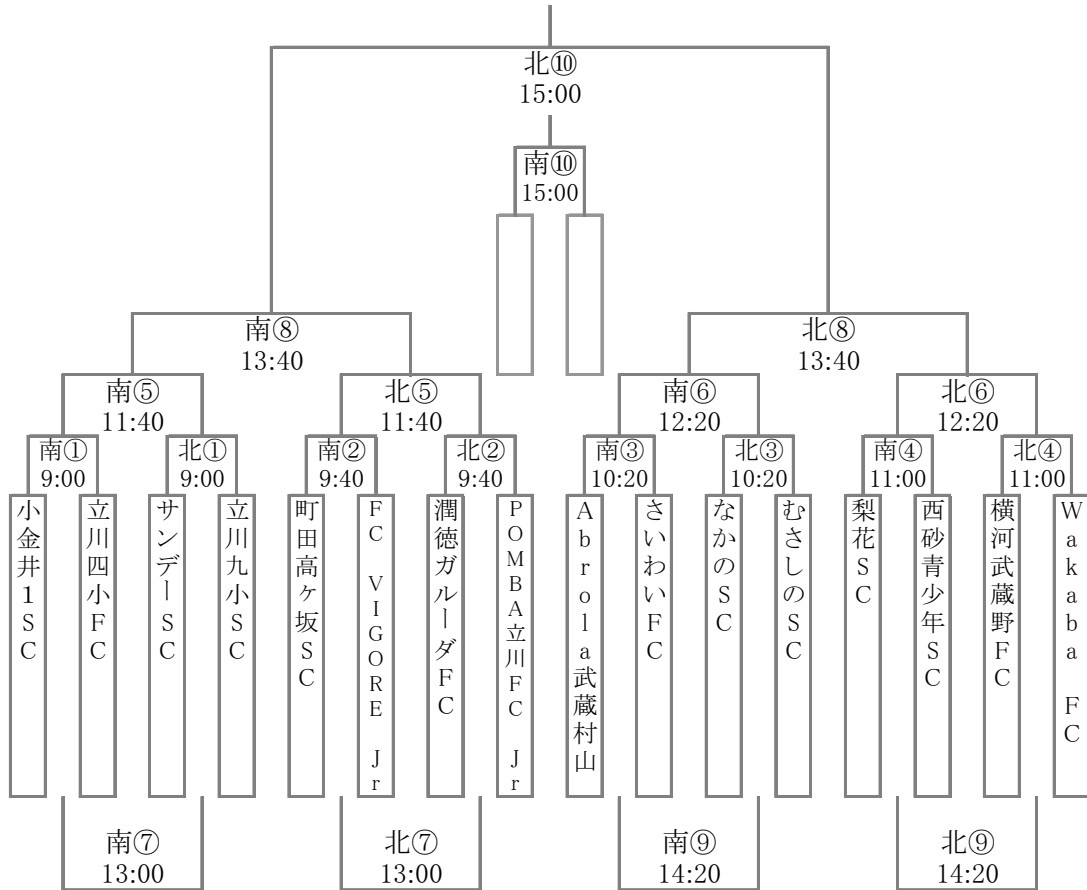 北⑩
15:00
南⑩
15:00
南⑧
13:40
北⑧
13:40
南⑤
11:40
北⑤
11:40
南⑥
12:20
北⑥
12:20
南①
9:00
北①
9:00
南②
9:40
北②
9:40
南③
10:20
北③
10:20
南④
11:00
北④
11:00
小金井1SC
立川四小FC
サンデーSC
立川九小SC
町田高ヶ坂SC
FC VIGORE Jr
潤徳ガルーダFC
POMBA立川FC Jr
Abrola武蔵村山
さいわいFC
なかのSC
むさしのSC
梨花SC
西砂青少年SC
横河武蔵野FC
Wakaba FC
南⑦
13:00
北⑦
13:00
南⑨
14:20
北⑨
14:20